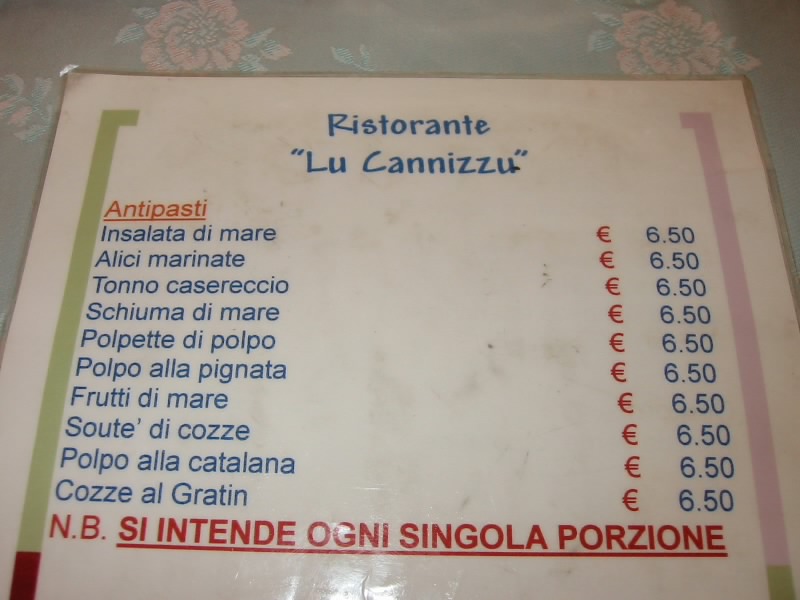 Ristorante
"Lu Cannizzu"
Antipasti
Insalata di mare € 6.50
Alici marinate € 6.50
Tonno casereccio € 6.50
Schiuma di mare € 6.50
Polpette di polpo € 6.50
Polpo alla pignata € 6.50
Frutti di mare € 6.50
Soute' di cozze € 6.50
Polpo alla catalana € 6.50
Cozze al Gratin € 6.50
N.B. SI INTENDE OGNI SINGOLA PORZIONE